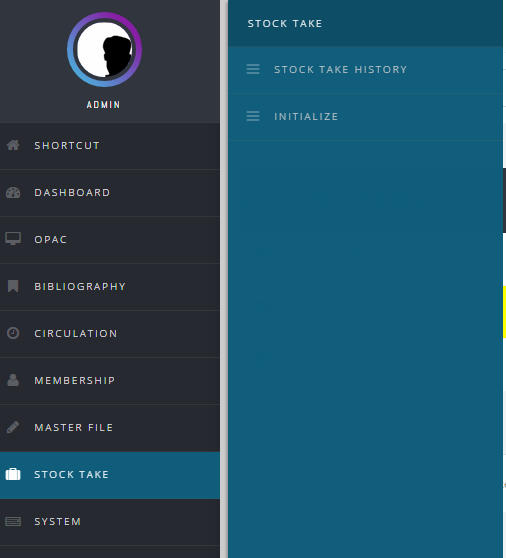 ADMIN
SHORTCUT
DASHBOARD
OPAC
BIBLIOGRAPHY
CIRCULATION
MEMBERSHIP
MASTER FILE
STOCK TAKE
SYSTEM
STOCK TAKE
STOCK TAKE HISTORY
INITIALIZE